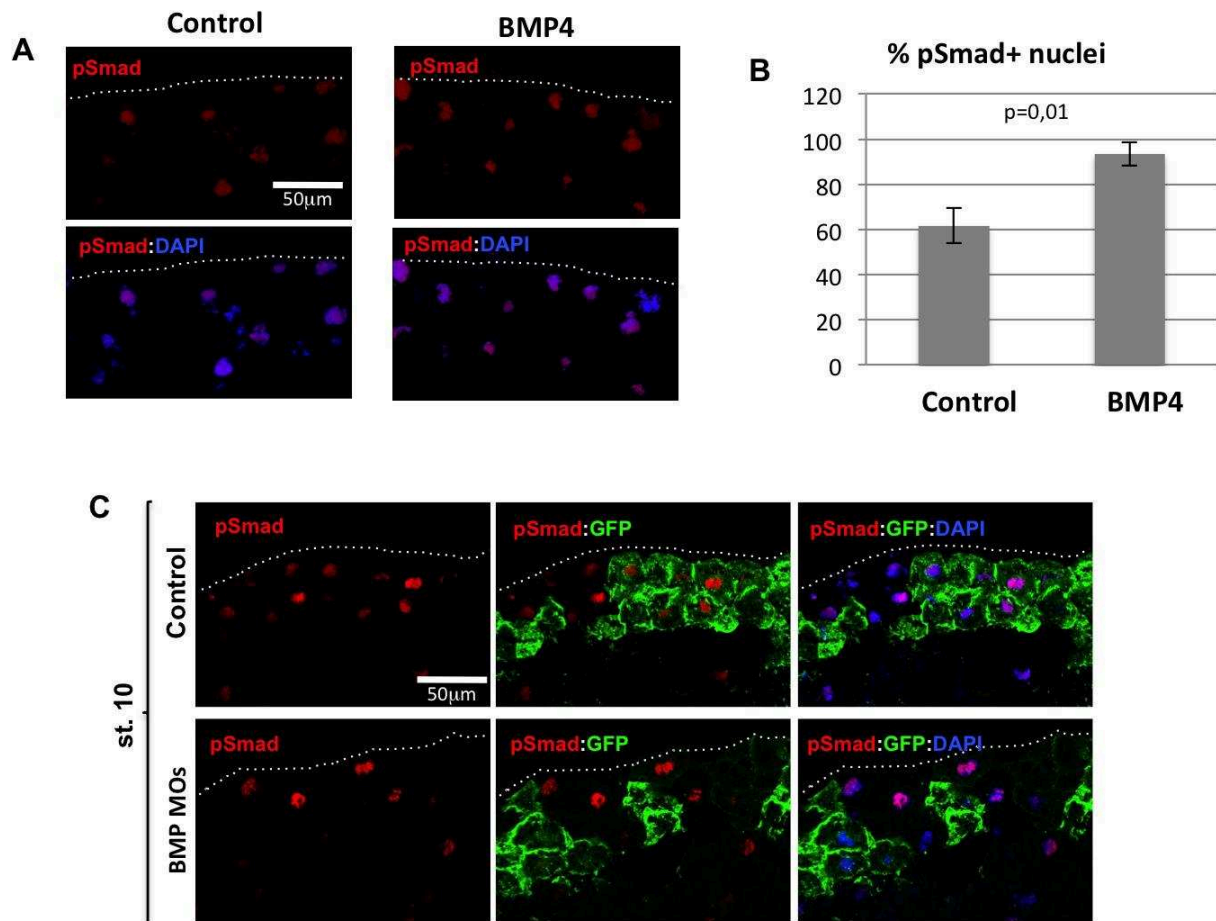 A
Control
BMP4
pSmad
pSmad
50µm
pSmad:DAPI
pSmad:DAPI
B
% pSmad+ nuclei
p=0,01
120
100
80
60
40
20
0
Control
BMP4
C
st. 10
Control
pSmad
pSmad:GFP
pSmad:GFP:DAPI
50µm
BMP MOs
pSmad
pSmad:GFP
pSmad:GFP:DAPI